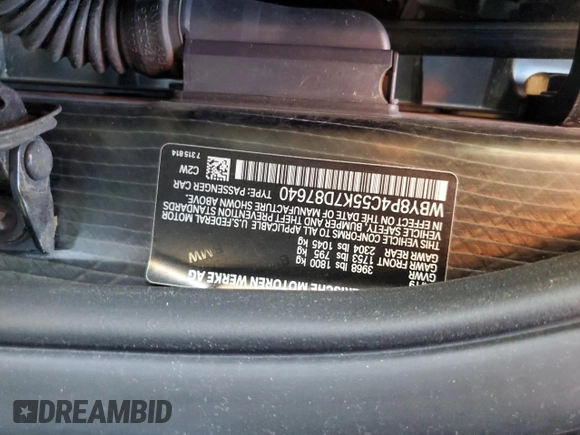 ERISCHE MOTOREN WERKE AG
19
GVWR 3968 lbs 1800 kg
GAWR FRONT 1753 lbs 795 kg
GAWR REAR 2304 lbs 1045 kg
THIS VEHICLE CONFORMS TO ALL APPLICABLE U.S.FEDERAL MOTOR
VEHICLE SAFETY, BUMPER AND THEFT PREVENTION STANDARDS
IN EFFECT ON THE DATE OF MANUFACTURE SHOWN ABOVE.
WBY8P4C55K7D87640 TYPE: PASSENGER CAR
C2W
7315814
MW
DREAMBID